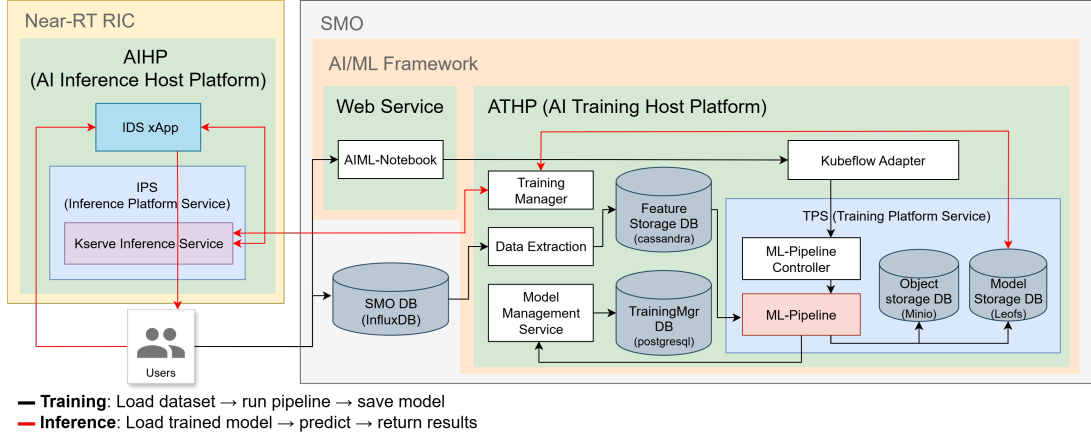 Near-RT RIC
AIHP
(AI Inference Host Platform)
IDS xApp
IPS
(Inference Platform Service)
Kserve Inference Service
Users
SMO
AI/ML Framework
Web Service
AIML-Notebook
SMO DB
(InfluxDB)
ATHP (AI Training Host Platform)
Training
Manager
Data Extraction
Model
Management
Service
Feature
Storage DB
(cassandra)
TrainingMgr
DB
(postgresql)
Kubeflow Adapter
TPS (Training Platform Service)
ML-Pipeline
Controller
ML-Pipeline
Object
storage DB
(Minio)
Model
Storage DB
(Leofs)
Training: Load dataset → run pipeline → save model
Inference: Load trained model → predict → return results